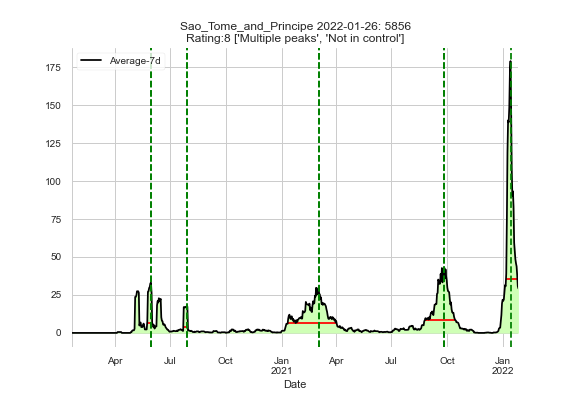 Sao_Tome_and_Principe 2022-01-26: 5856
Rating:8 ['Multiple peaks', 'Not in control']
Average-7d
175
150
125
100
75
50
25
0
Apr Jul Oct Jan Apr Jul Oct Jan
2021 2022
Date